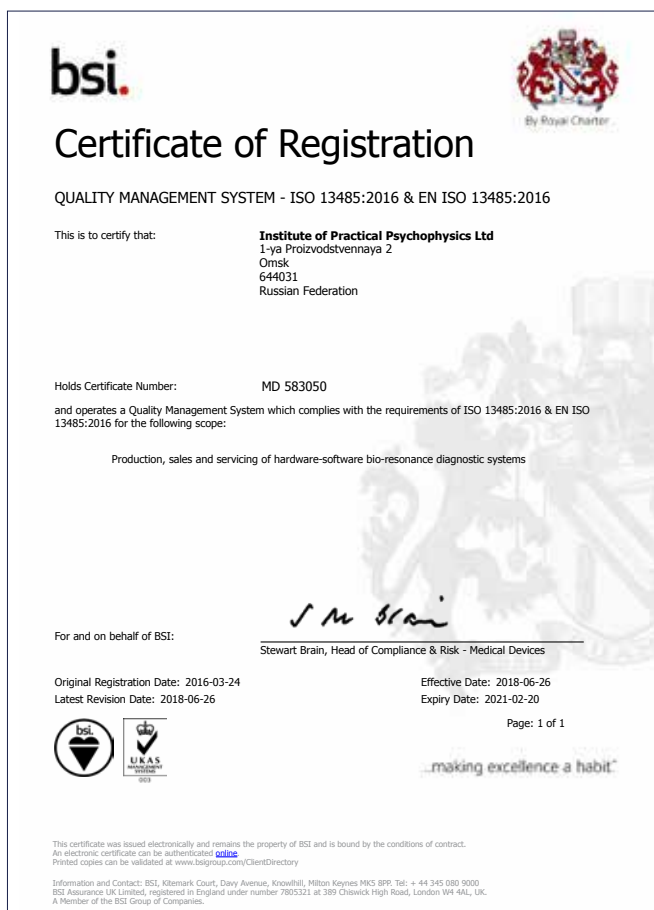 bsi.
By Royal Charter
Certificate of Registration
QUALITY MANAGEMENT SYSTEM - ISO 13485:2016 & EN ISO 13485:2016
This is to certify that:
Institute of Practical Psychophysics Ltd
1-ya Proizvodstvennaya 2
Omsk
644031
Russian Federation
Holds Certificate Number:
MD 583050
and operates a Quality Management System which complies with the requirements of ISO 13485:2016 & EN ISO
13485:2016 for the following scope:
Production, sales and servicing of hardware-software bio-resonance diagnostic systems
For and on behalf of BSI:
Stewart Brain, Head of Compliance & Risk - Medical Devices
Original Registration Date: 2016-03-24
Effective Date: 2018-06-26
Latest Revision Date: 2018-06-26
Expiry Date: 2021-02-20
Page: 1 of 1
bsi.
UKAS
MANAGEMENT
SYSTEMS
003
...making excellence a habit.™
This certificate was issued electronically and remains the property of BSI and is bound by the conditions of contract.
An electronic certificate can be authenticated online.
Printed copies can be validated at www.bsigroup.com/ClientDirectory
Information and Contact: BSI, Kitemark Court, Davy Avenue, Knowlhill, Milton Keynes MK5 8PP. Tel: + 44 345 080 9000
BSI Assurance UK Limited, registered in England under number 7805321 at 389 Chiswick High Road, London W4 4AL, UK.
A Member of the BSI Group of Companies.